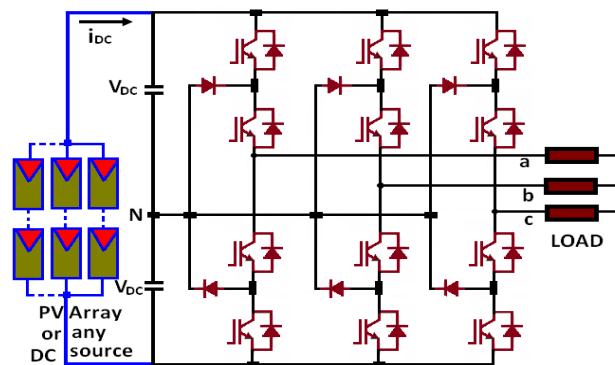 iDC
VDC
a
N
b
c
LOAD
VDC
PV Array
or any
DC source